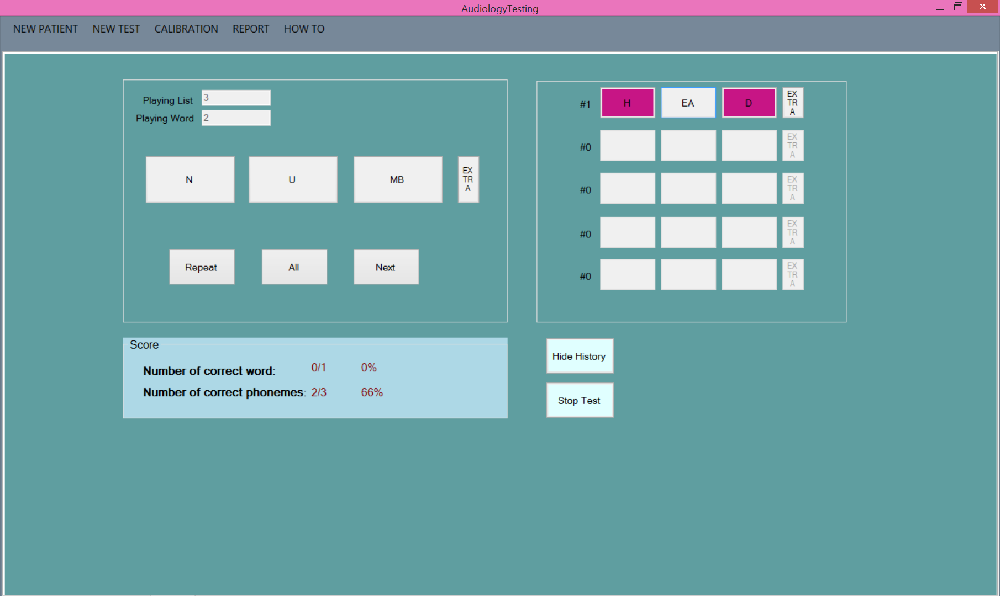 AudiologyTesting
NEW PATIENT NEW TEST CALIBRATION REPORT HOW TO
Playing List 3
Playing Word 2
N U MB EX
TR
A
Repeat All Next
#1 H EA D EX
TR
A
#0 EX
TR
A
#0 EX
TR
A
#0 EX
TR
A
#0 EX
TR
A
Score
Number of correct word: 0/1 0%
Number of correct phonemes: 2/3 66%
Hide History
Stop Test